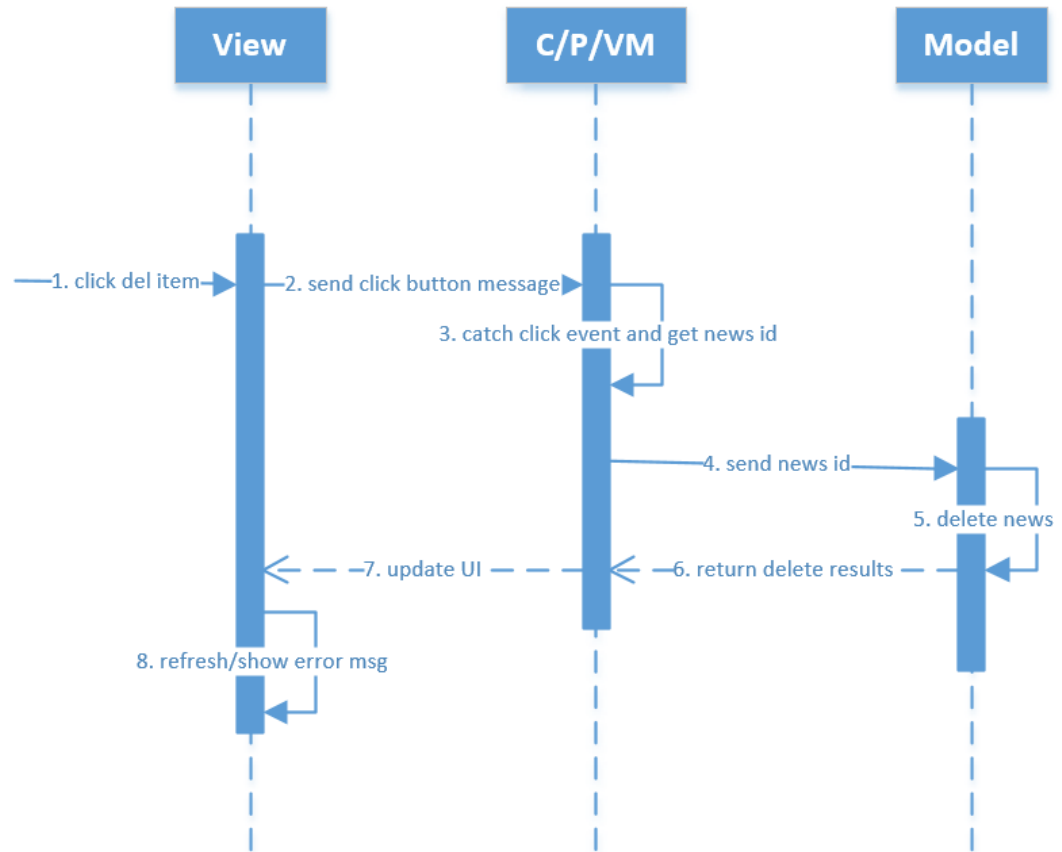 View
C/P/VM
Model
1. click del item
2. send click button message
3. catch click event and get news id
4. send news id
5. delete news
6. return delete results
7. update UI
8. refresh/show error msg